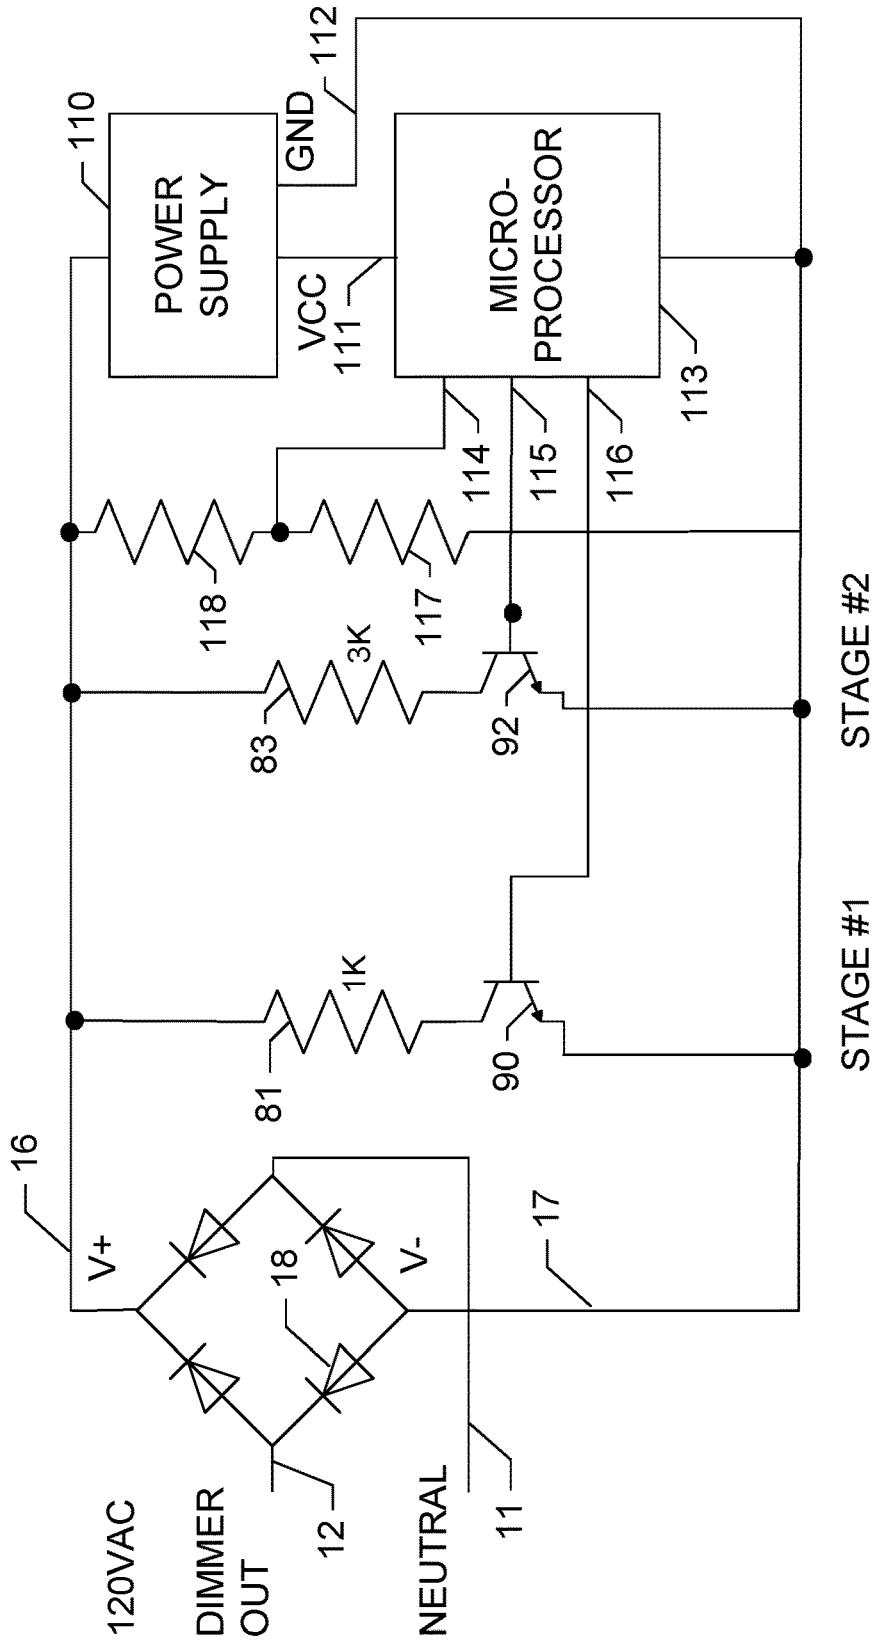 120VAC
DIMMER
OUT
12
NEUTRAL
11
16
V+
18
V-
17
81
1K
90
STAGE #1
83
3K
92
STAGE #2
118
117
114
115
116
POWER
SUPPLY
110
VCC
111
GND
112
MICRO-
PROCESSOR
113